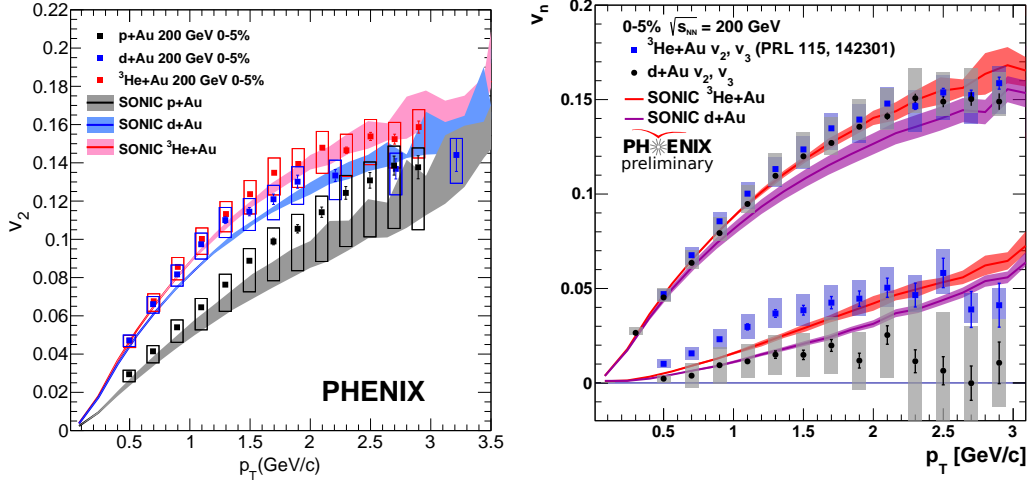 v2
0.22
0.2
0.18
0.16
0.14
0.12
0.1
0.08
0.06
0.04
0.02
0
p+Au 200 GeV 0-5%
d+Au 200 GeV 0-5%
3He+Au 200 GeV 0-5%
SONIC p+Au
SONIC d+Au
SONIC 3He+Au
PHENIX
0.5
1
1.5
2
2.5
3
3.5
pT(GeV/c)
vn
0.15
0.1
0.05
0
0-5% √sNN = 200 GeV
3He+Au v2, v3 (PRL 115, 142301)
d+Au v2, v3
SONIC 3He+Au
SONIC d+Au
PHENIX
preliminary
0.5
1
1.5
2
2.5
3
pT [GeV/c]